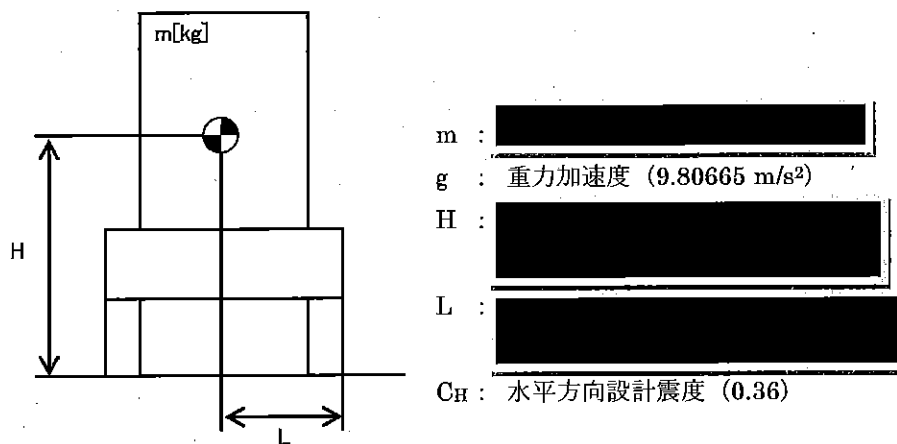 m[kg]
H
L
m :
g : 重力加速度（9.80665 m/s²）
H :
L :
CH : 水平方向設計震度（0.36）